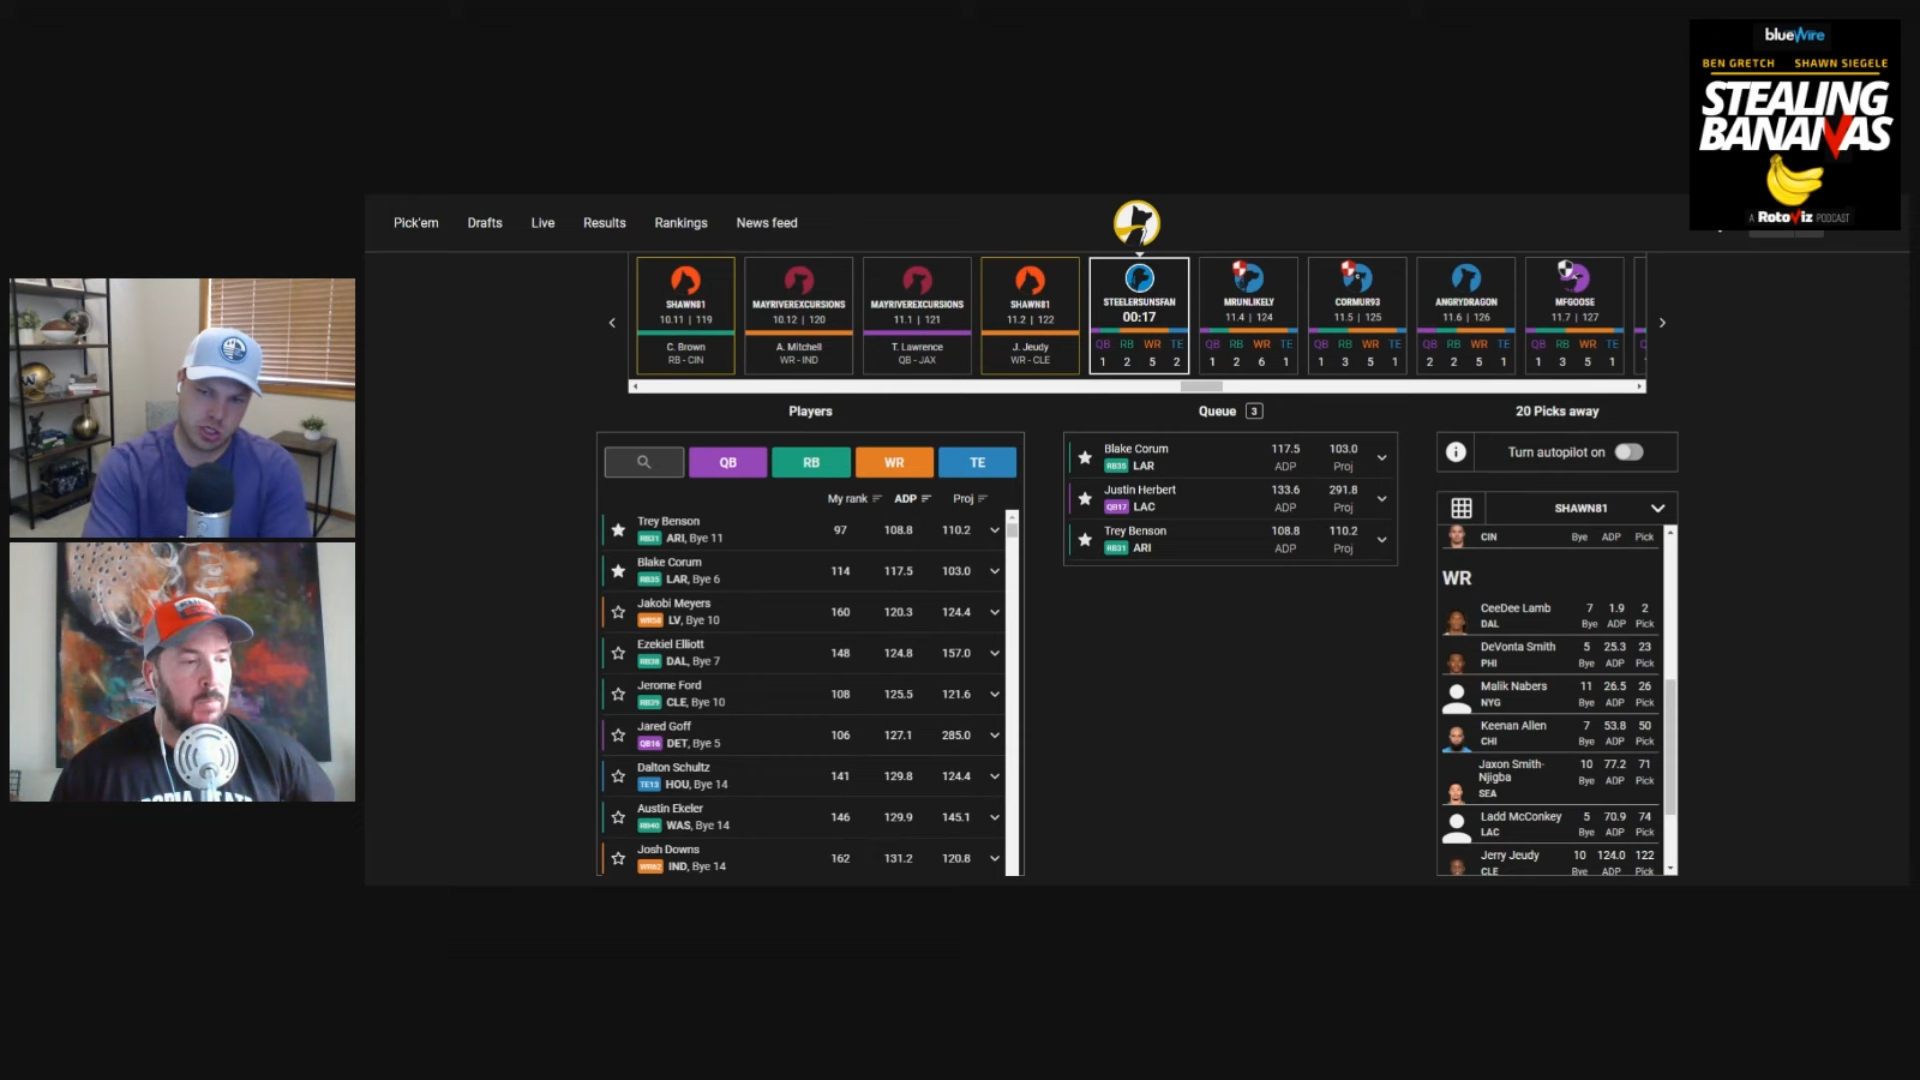 blueWire
BEN GRETCH SHAWN SIEGELE
STEALING
BANANAS
A RotoViz PODCAST
Pick'em Drafts Live Results Rankings News feed
SHAWN81
10.11 | 119
C. Brown
RB - CIN
MAYRIVEREXCURSIONS
10.12 | 120
A. Mitchell
WR - IND
MAYRIVEREXCURSIONS
11.1 | 121
T. Lawrence
QB - JAX
SHAWN81
11.2 | 122
J. Jeudy
WR - CLE
STEELERSUNSFAN
00:17
QB RB WR TE
1 2 5 2
MRUNLIKELY
11.4 | 124
QB RB WR TE
1 2 6 1
CORMUR93
11.5 | 125
QB RB WR TE
1 3 5 1
ANGRYDRAGON
11.6 | 126
QB RB WR TE
2 2 5 1
MFGOOSE
11.7 | 127
QB RB WR TE
1 3 5 1
Players
QB RB WR TE
My rank ADP Proj
Trey Benson
RB31 ARI, Bye 11
97 108.8 110.2
Blake Corum
RB35 LAR, Bye 6
114 117.5 103.0
Jakobi Meyers
WR58 LV, Bye 10
160 120.3 124.4
Ezekiel Elliott
RB38 DAL, Bye 7
148 124.8 157.0
Jerome Ford
RB39 CLE, Bye 10
108 125.5 121.6
Jared Goff
QB16 DET, Bye 5
106 127.1 285.0
Dalton Schultz
TE13 HOU, Bye 14
141 129.8 124.4
Austin Ekeler
RB40 WAS, Bye 14
146 129.9 145.1
Josh Downs
WR62 IND, Bye 14
162 131.2 120.8
Queue 3
Blake Corum 117.5 103.0
RB35 LAR ADP Proj
Justin Herbert 133.6 291.8
QB17 LAC ADP Proj
Trey Benson 108.8 110.2
RB31 ARI ADP Proj
20 Picks away
Turn autopilot on
SHAWN81
CIN Bye ADP Pick
WR
CeeDee Lamb 7 1.9 2
DAL Bye ADP Pick
DeVonta Smith 5 25.3 23
PHI Bye ADP Pick
Malik Nabers 11 26.5 26
NYG Bye ADP Pick
Keenan Allen 7 53.8 50
CHI Bye ADP Pick
Jaxon Smith- 10 77.2 71
Njigba Bye ADP Pick
SEA
Ladd McConkey 5 70.9 74
LAC Bye ADP Pick
Jerry Jeudy 10 124.0 122
CLE Bye ADP Pick